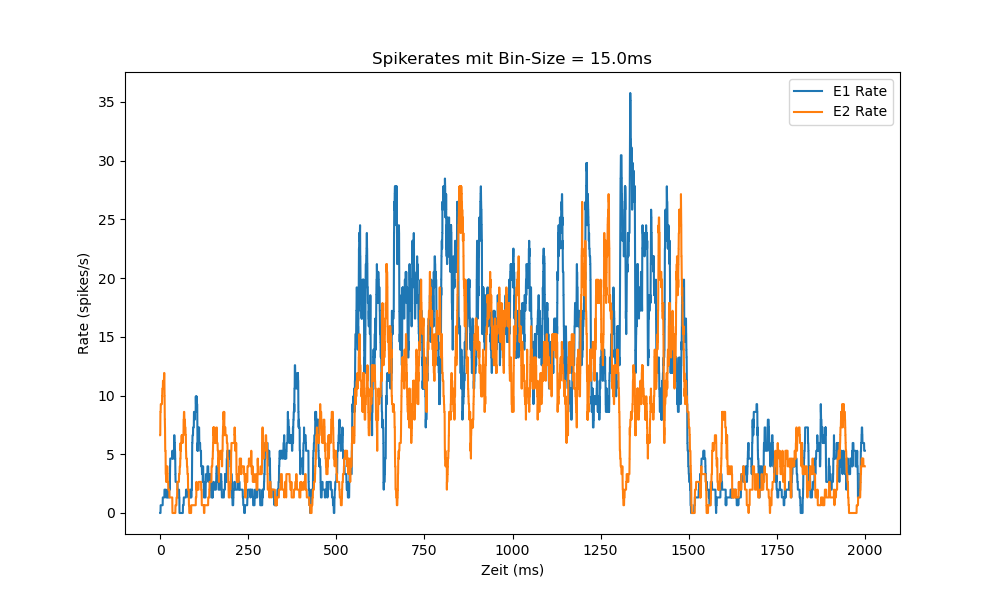 Spikerates mit Bin-Size = 15.0ms
E1 Rate
E2 Rate
35
30
25
20
15
10
5
0
Rate (spikes/s)
0 250 500 750 1000 1250 1500 1750 2000
Zeit (ms)